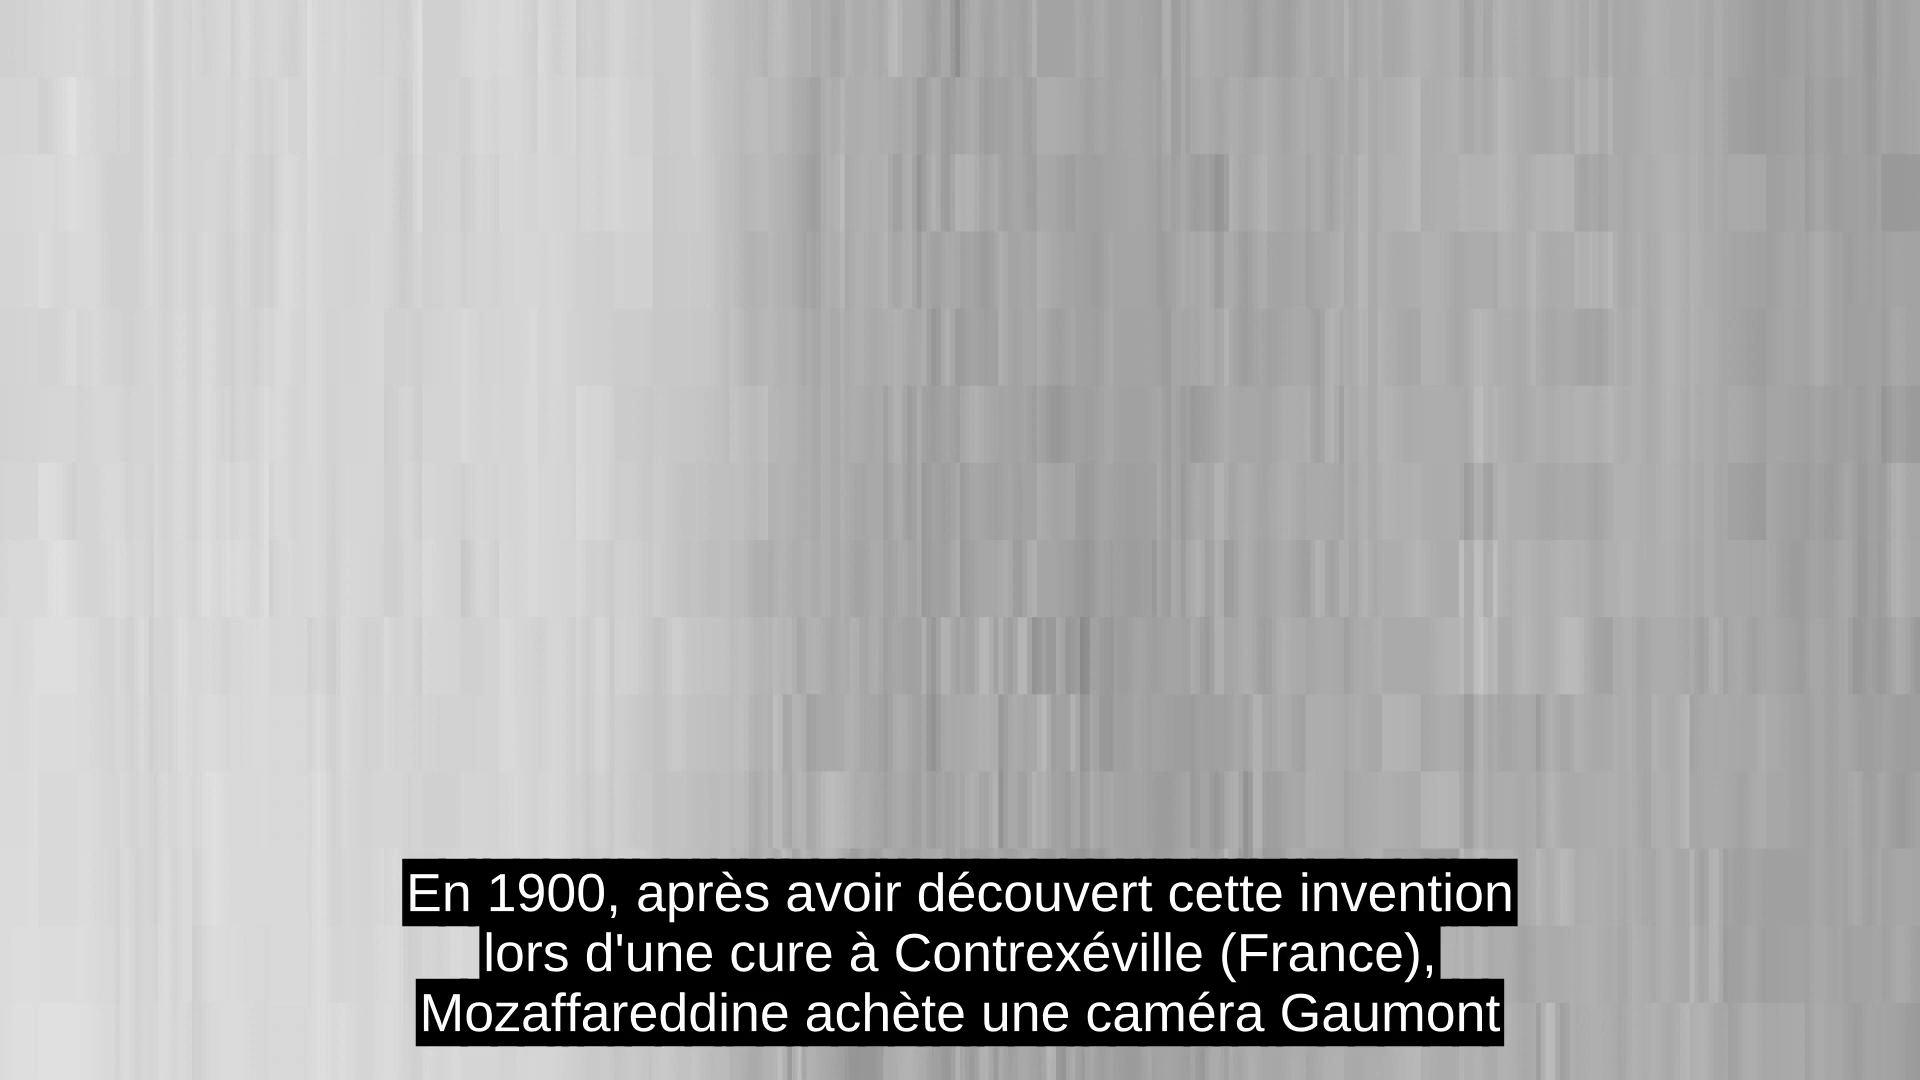 En 1900, après avoir découvert cette invention
lors d'une cure à Contrexéville (France),
Mozaffareddine achète une caméra Gaumont